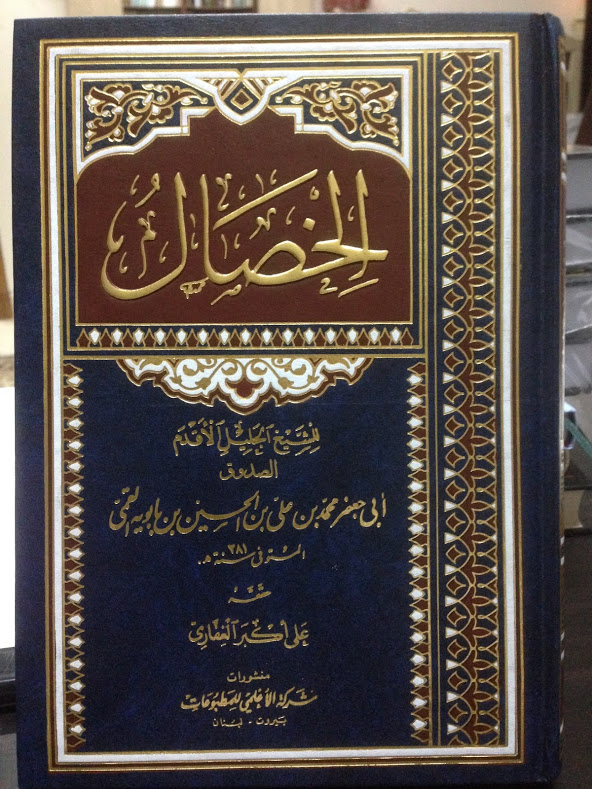 الخصال
للشيخ الجليل الأقدم
الصدوق
أبي جعفر محمد بن علي بن الحسين بن بابويه القمي
المتوفى سنة ٣٨١ هـ.
حققه
علي أكبر الغفاري
منشورات
شركة الأعلمي للمطبوعات
بيروت - لبنان